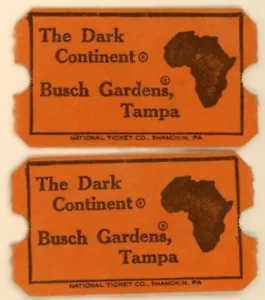 The Dark
Continent®
Busch Gardens,®
Tampa
NATIONAL TICKET CO., SHAMOKIN, PA
The Dark
Continent®
Busch Gardens,®
Tampa
NATIONAL TICKET CO., SHAMOKIN, PA